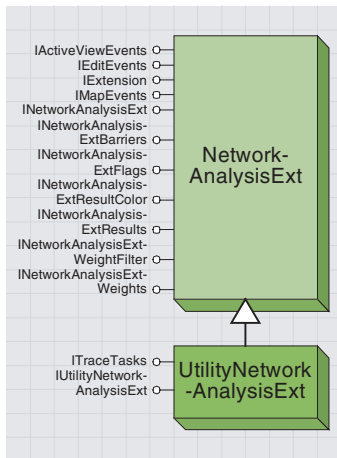 IActiveViewEvents
IEditEvents
IExtension
IMapEvents
INetworkAnalysisExt
INetworkAnalysis-
ExtBarriers
INetworkAnalysis-
ExtFlags
INetworkAnalysis-
ExtResultColor
INetworkAnalysis-
ExtResults
INetworkAnalysisExt-
WeightFilter
INetworkAnalysisExt-
Weights
Network-
AnalysisExt
ITraceTasks
IUtilityNetwork-
AnalysisExt
UtilityNetwork
-AnalysisExt